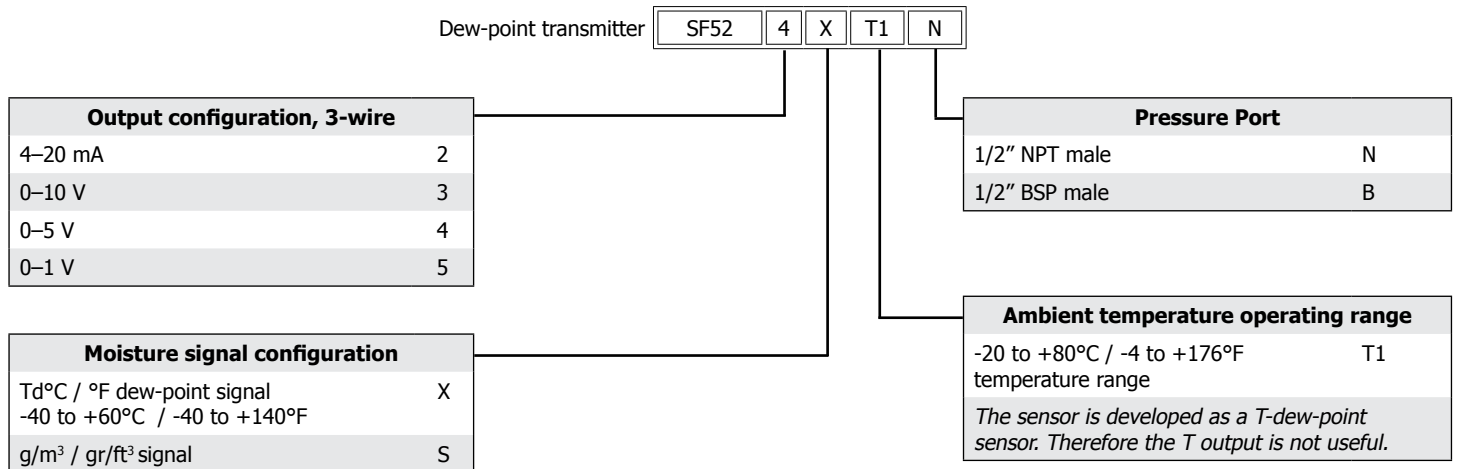 Dew-point transmitter SF52 4 X T1 N
Output configuration, 3-wire
4–20 mA 2
0–10 V 3
0–5 V 4
0–1 V 5
Moisture signal configuration
Td°C / °F dew-point signal X
-40 to +60°C / -40 to +140°F
g/m³ / gr/ft³ signal S
Pressure Port
1/2″ NPT male N
1/2″ BSP male B
Ambient temperature operating range
-20 to +80°C / -4 to +176°F T1
temperature range
The sensor is developed as a T-dew-point
sensor. Therefore the T output is not useful.